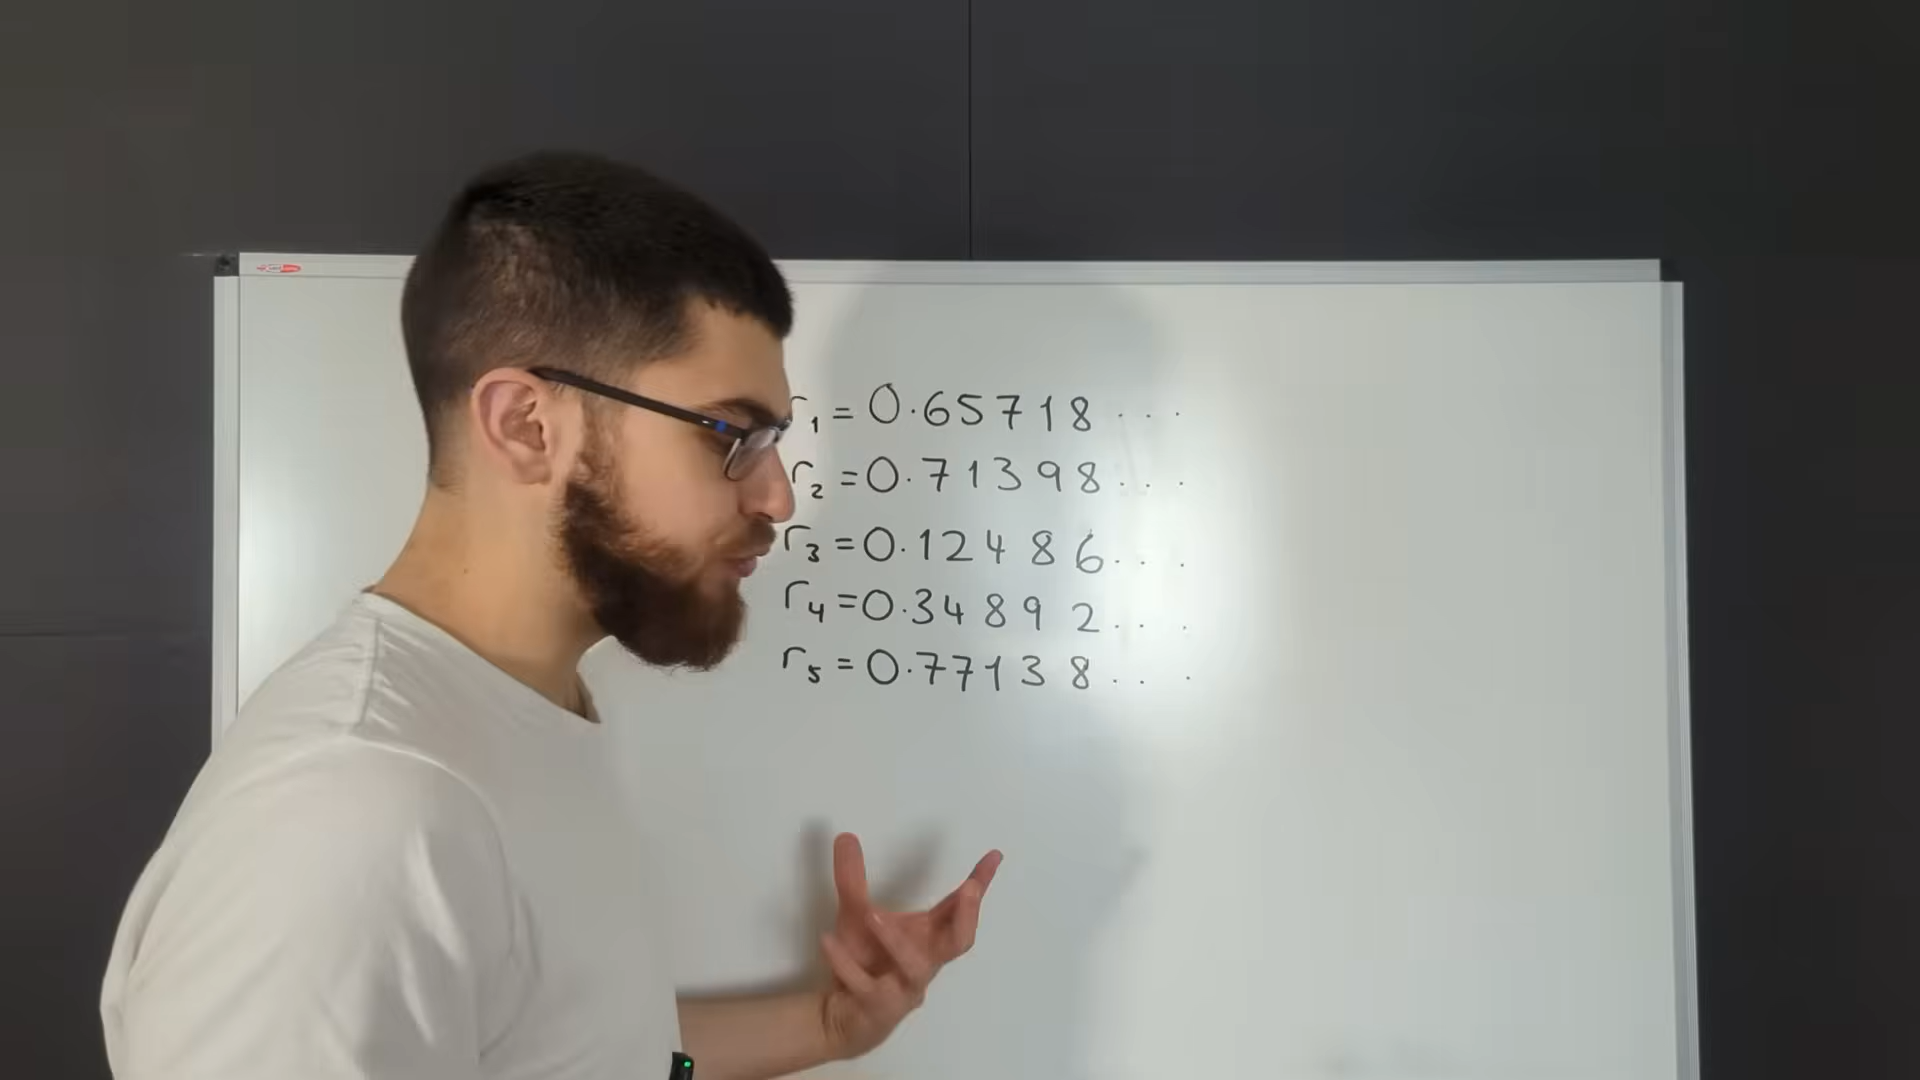 r₁ = 0.65718 . . .
r₂ = 0.71398 . . .
r₃ = 0.12486 . . .
r₄ = 0.34892 . . .
r₅ = 0.77138 . . .